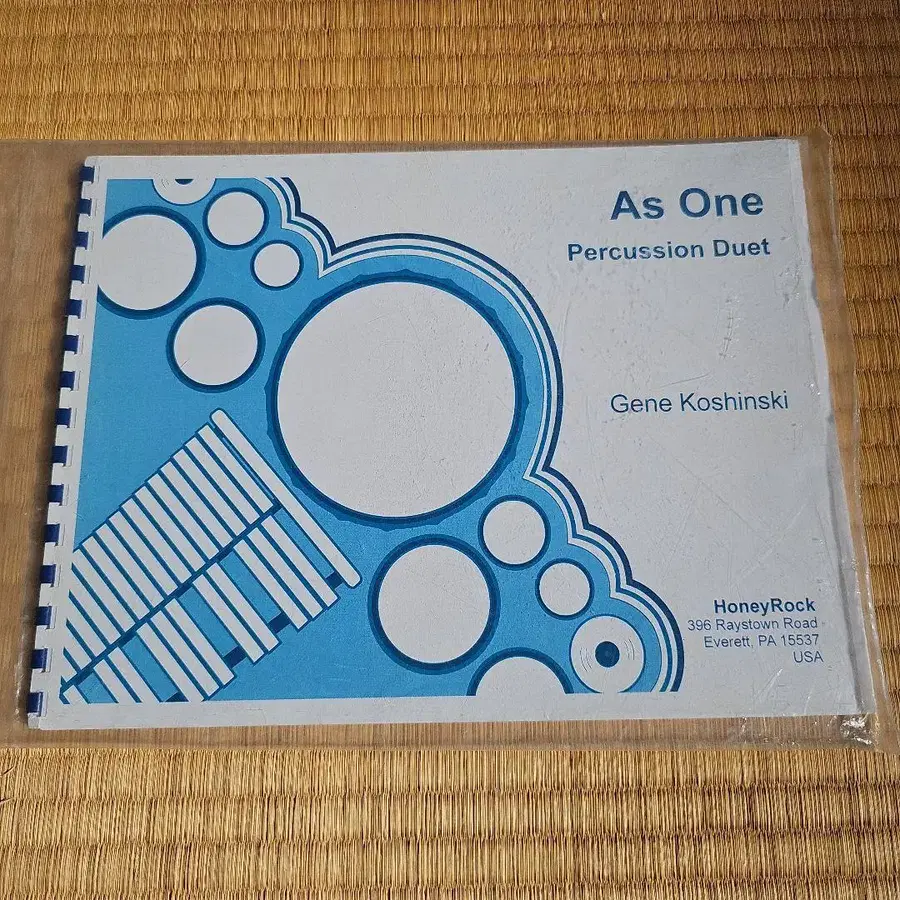 As One
Percussion Duet
Gene Koshinski
HoneyRock
396 Raystown Road
Everett, PA 15537
USA